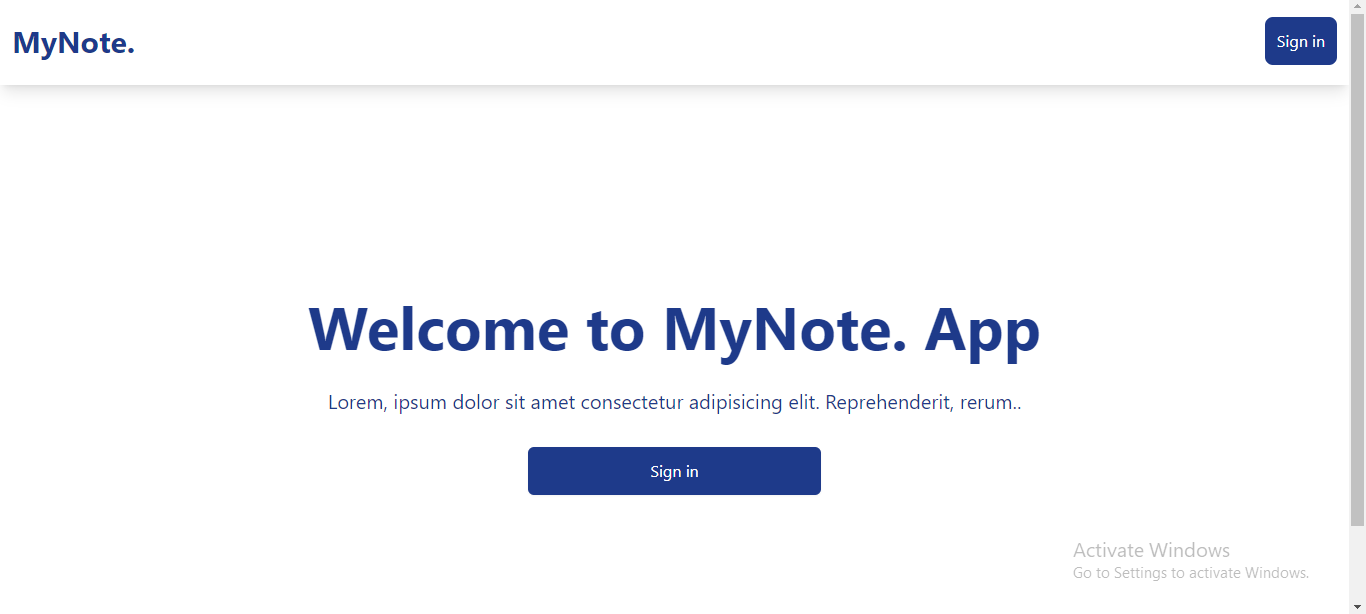 MyNote.
Sign in
Welcome to MyNote. App
Lorem, ipsum dolor sit amet consectetur adipisicing elit. Reprehenderit, rerum..
Sign in
Activate Windows
Go to Settings to activate Windows.